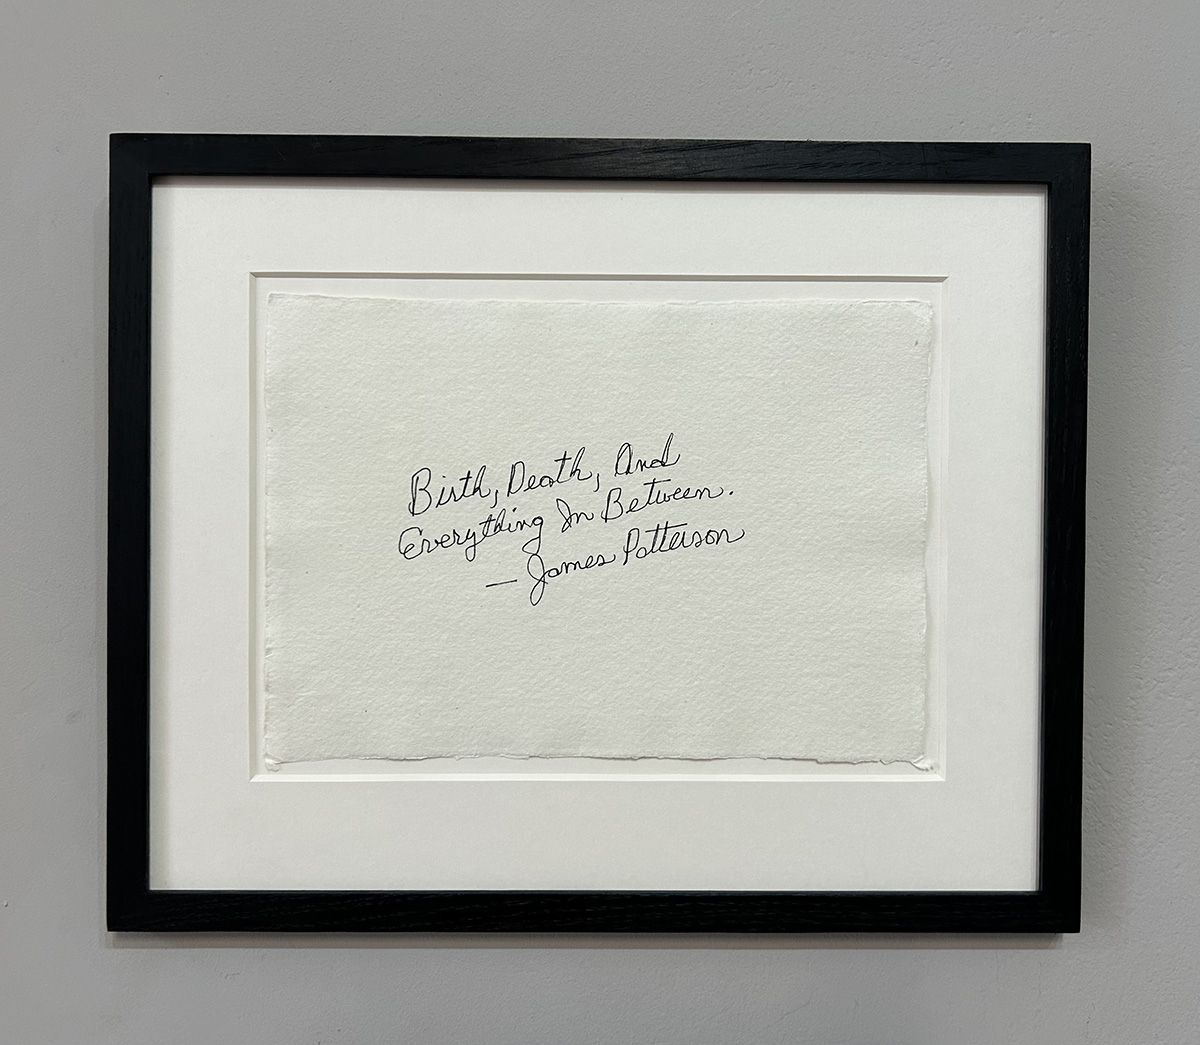 Birth, Death, And
Everything In Between.
— James Patterson